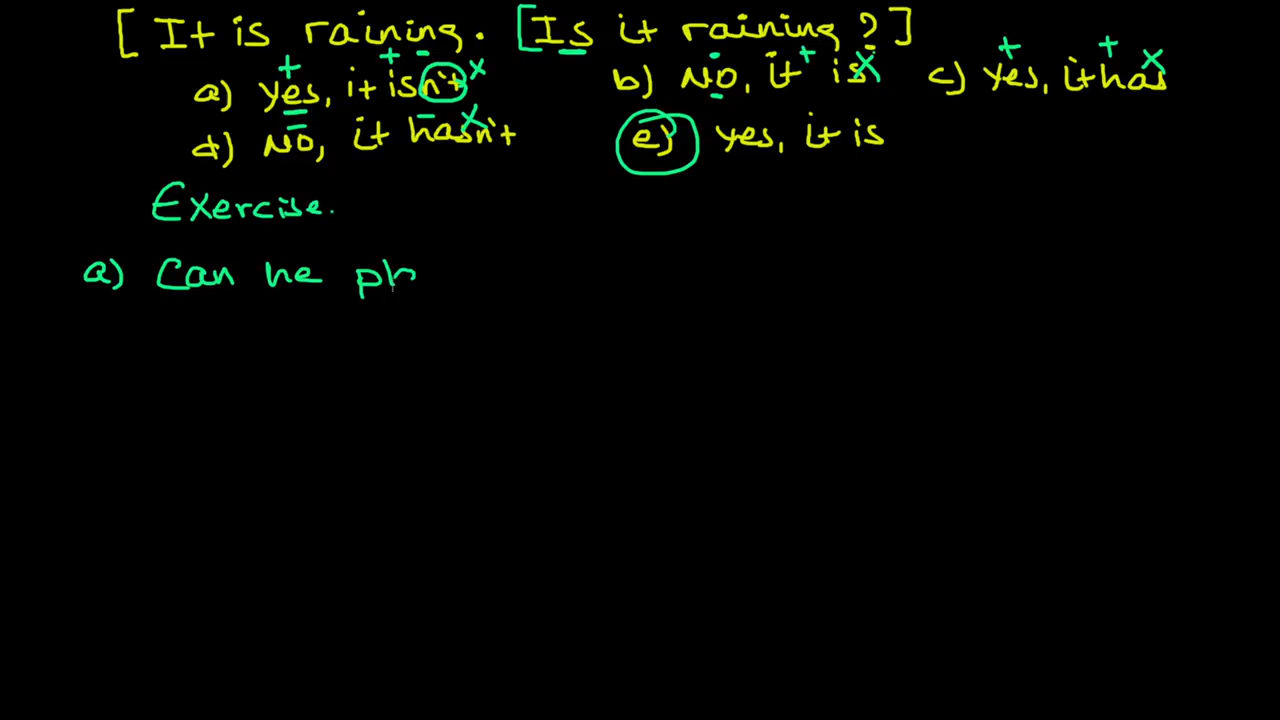 [ It is raining. [Is it raining ?]
a) yes, it isn't b) NO, it is c) yes, it has
d) NO, it hasn't e) yes, it is
Exercise.
a) Can he